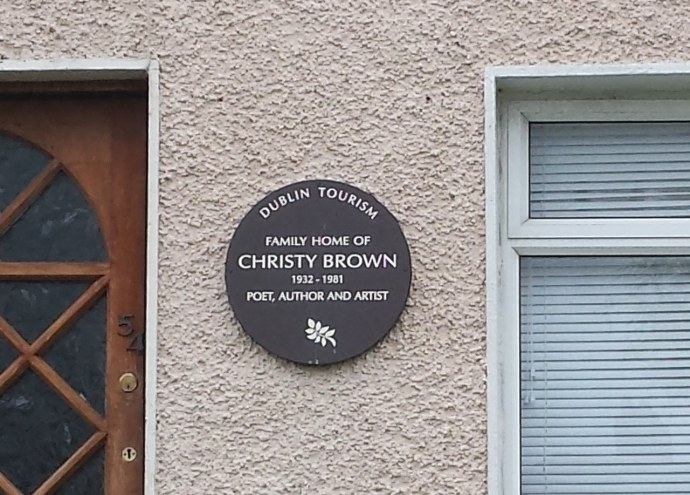 DUBLIN TOURISM
FAMILY HOME OF
CHRISTY BROWN
1932 - 1981
POET, AUTHOR AND ARTIST
54